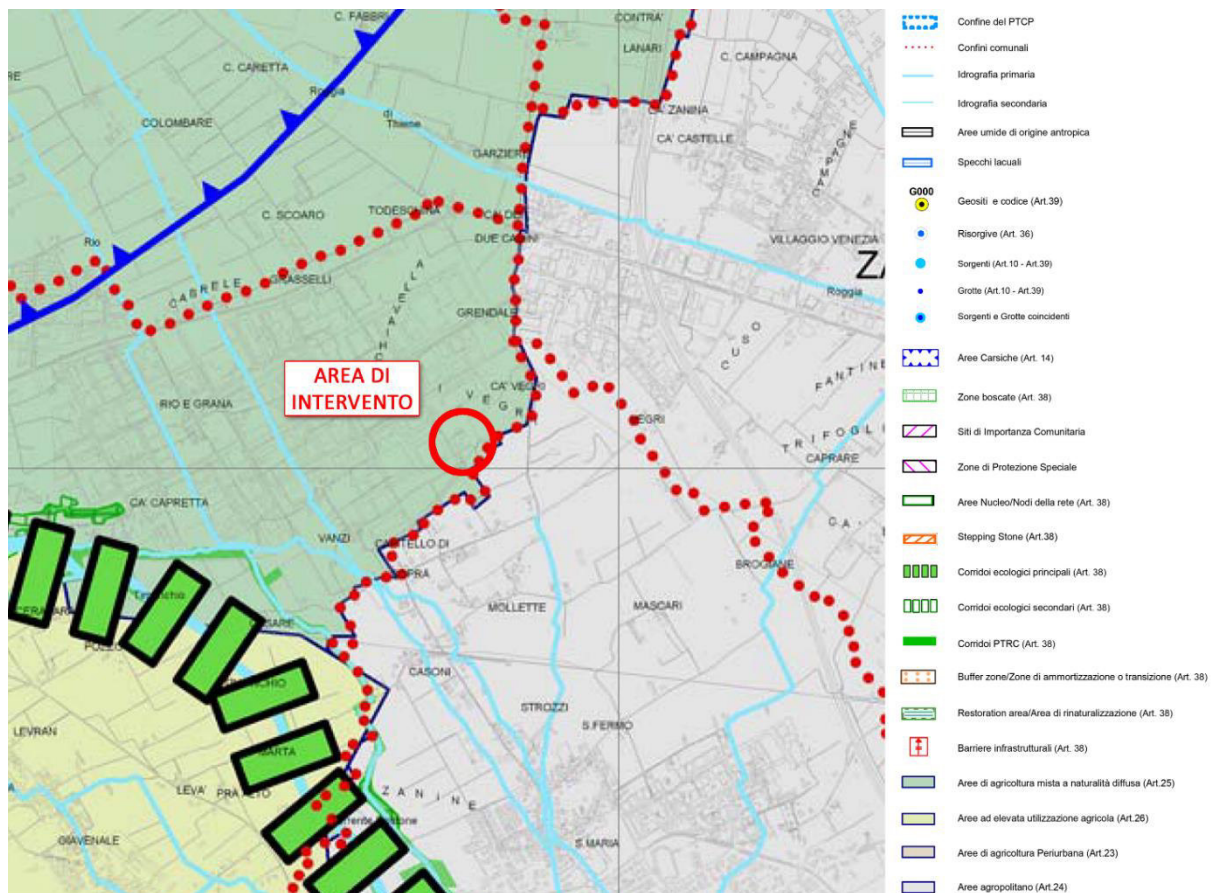 C. FABBRI
CONTRA'
LANARI
C. CAMPAGNA
C. CARETTA
Roggia
di
Thiene
CA' ZANINA
COLOMBARE
CA' CASTELLE
CAMPAGNE
C. SCOARO
TODESCHINA
DUE CAMINI
VILLAGGIO VENEZIA
Rio
GRASSELLI
CABRELE
CHIAVELLA
Roggia
GRENDALE
CUSO
FANTINE
AREA DI
INTERVENTO
I VEGRI
RIO E GRANA
TRIFOGLI
CAPRARE
CA' CAPRETTA
VANZI
CAPITELLO DI
SOPRA
BROGIANE
MOLLETTE
MASCARI
CASONI
STROZZI
S.FERMO
LEVRAN
MARTA
LEVA'
PRA ALTO
ZANINE
GIAVENALE
S.MARIA
Confine del PTCP
Confini comunali
Idrografia primaria
Idrografia secondaria
Aree umide di origine antropica
Specchi lacuali
G000
Geositi e codice (Art.39)
Risorgive (Art. 36)
Sorgenti (Art.10 - Art.39)
Grotte (Art.10 - Art.39)
Sorgenti e Grotte coincidenti
Aree Carsiche (Art. 14)
Zone boscate (Art. 38)
Siti di Importanza Comunitaria
Zone di Protezione Speciale
Aree Nucleo/Nodi della rete (Art. 38)
Stepping Stone (Art.38)
Corridoi ecologici principali (Art. 38)
Corridoi ecologici secondari (Art. 38)
Corridoi PTRC (Art. 38)
Buffer zone/Zone di ammortizzazione o transizione (Art. 38)
Restoration area/Area di rinaturalizzazione (Art. 38)
Barriere infrastrutturali (Art. 38)
Aree di agricoltura mista a naturalità diffusa (Art.25)
Aree ad elevata utilizzazione agricola (Art.26)
Aree di agricoltura Periurbana (Art.23)
Aree agropolitano (Art.24)